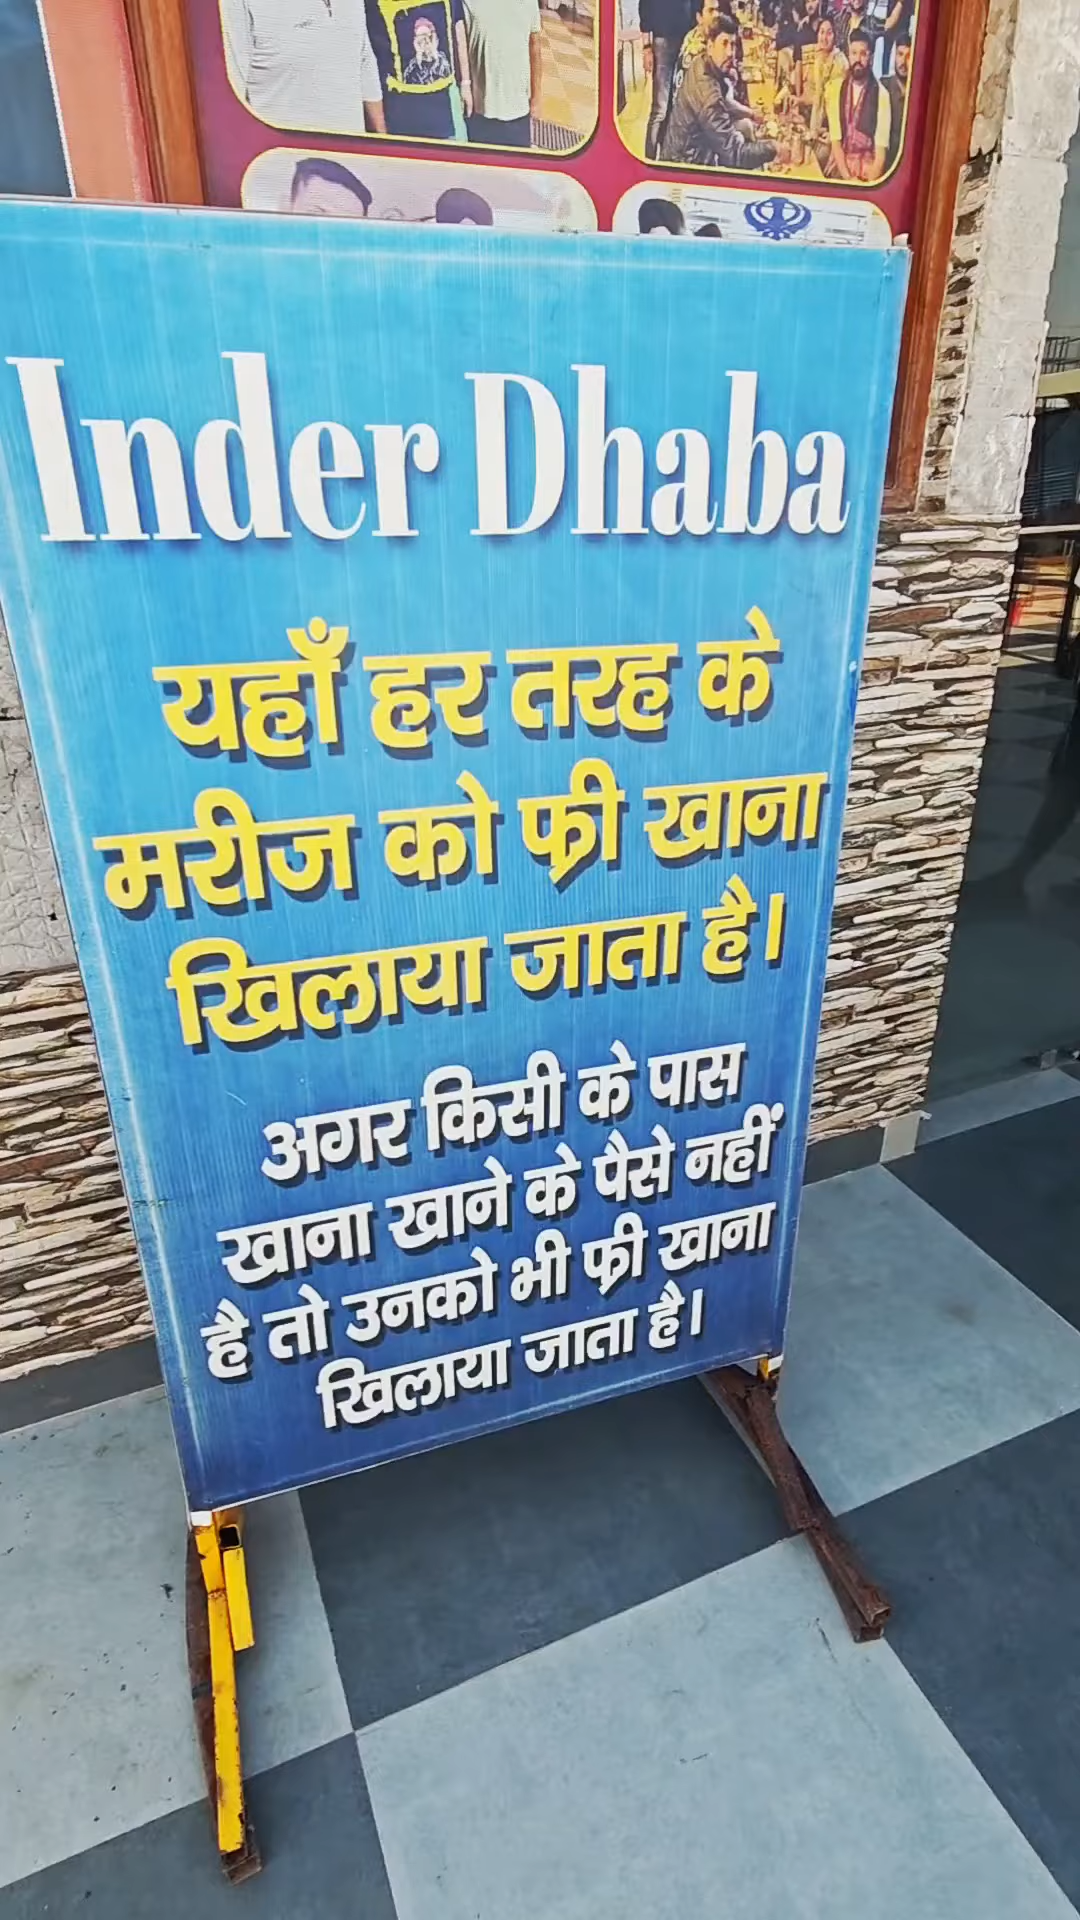 Inder Dhaba
यहाँ हर तरह के
मरीज को फ्री खाना
खिलाया जाता है।
अगर किसी के पास
खाना खाने के पैसे नहीं
है तो उनको भी फ्री खाना
खिलाया जाता है।